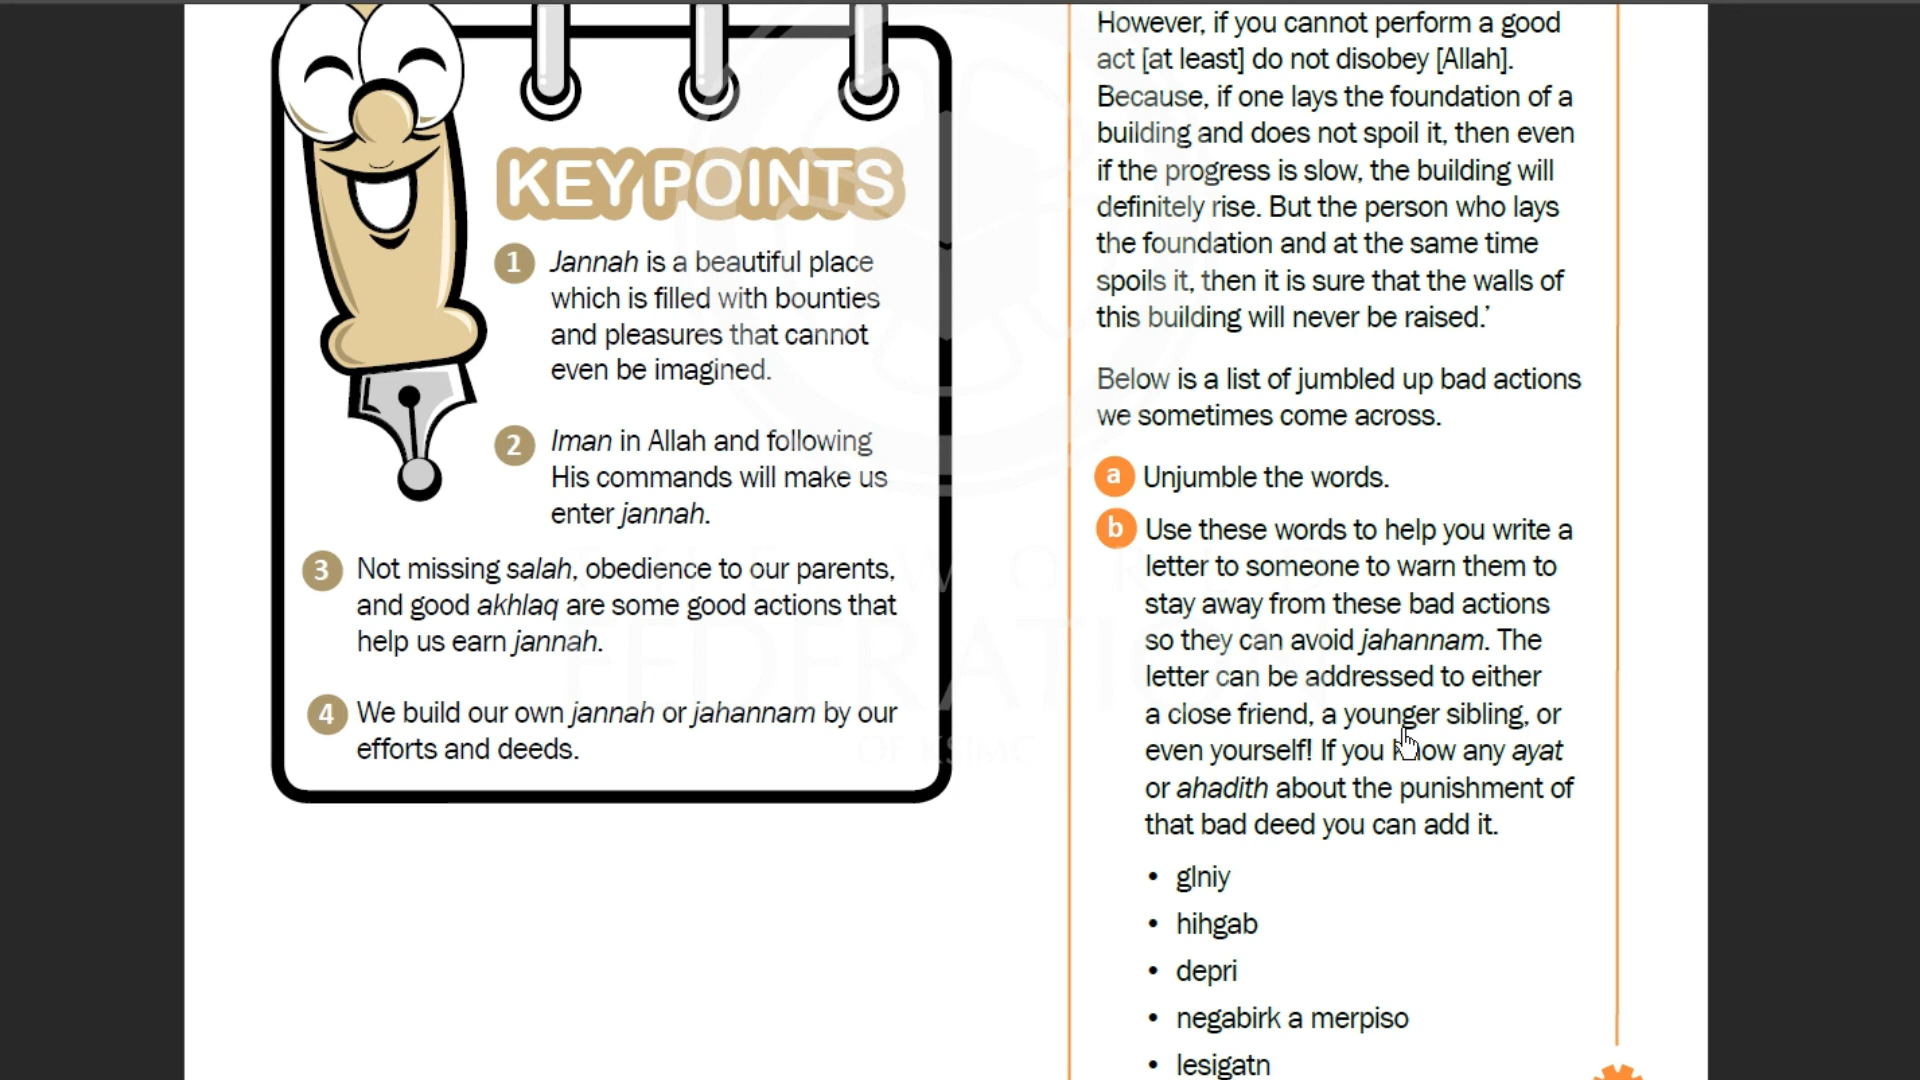 KEY POINTS
1 Jannah is a beautiful place
which is filled with bounties
and pleasures that cannot
even be imagined.
2 Iman in Allah and following
His commands will make us
enter jannah.
3 Not missing salah, obedience to our parents,
and good akhlaq are some good actions that
help us earn jannah.
4 We build our own jannah or jahannam by our
efforts and deeds.
However, if you cannot perform a good
act [at least] do not disobey [Allah].
Because, if one lays the foundation of a
building and does not spoil it, then even
if the progress is slow, the building will
definitely rise. But the person who lays
the foundation and at the same time
spoils it, then it is sure that the walls of
this building will never be raised.'
Below is a list of jumbled up bad actions
we sometimes come across.
a Unjumble the words.
b Use these words to help you write a
letter to someone to warn them to
stay away from these bad actions
so they can avoid jahannam. The
letter can be addressed to either
a close friend, a younger sibling, or
even yourself! If you know any ayat
or ahadith about the punishment of
that bad deed you can add it.
• glniy
• hihgab
• depri
• negabirk a merpiso
• lesigatn
THE WORLD
FEDERATION
OF KSIMC